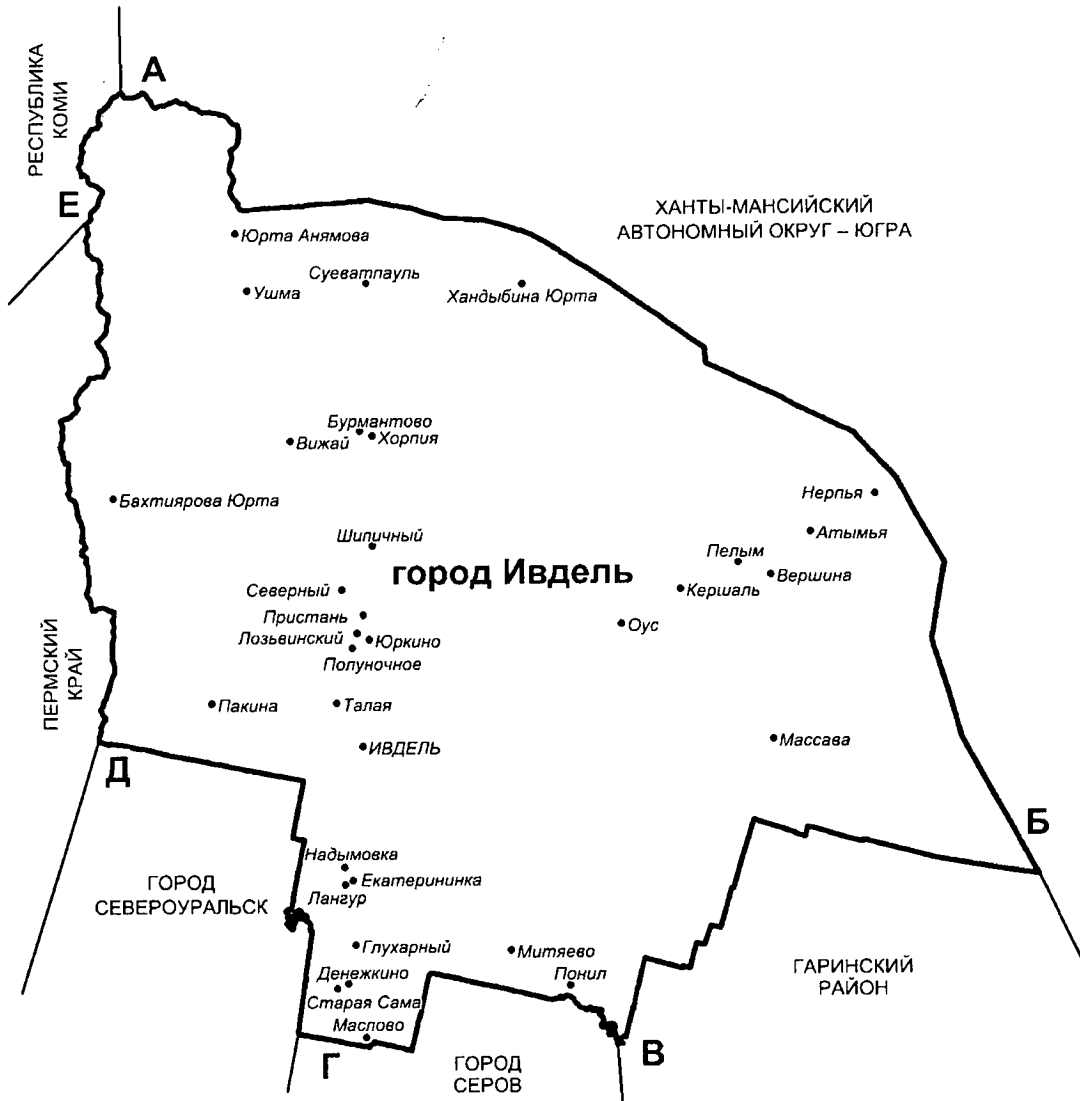 А
РЕСПУБЛИКА
КОМИ
Е
ХАНТЫ-МАНСИЙСКИЙ
АВТОНОМНЫЙ ОКРУГ – ЮГРА
Юрта Анямова
Суеватпауль
Ушма
Хандыбина Юрта
Бурмантово
Хорпия
Вижай
Бахтиярова Юрта
Нерпья
Атымья
Шипичный
Пелым
город Ивдель
Вершина
Северный
Кершаль
Пристань
Оус
Лозьвинский
Юркино
Полуночное
ПЕРМСКИЙ
КРАЙ
Пакина
Талая
ИВДЕЛЬ
Массава
Д
Б
Надымовка
Екатерининка
Лангур
ГОРОД
СЕВЕРОУРАЛЬСК
Глухарный
Митяево
ГАРИНСКИЙ
РАЙОН
Денежкино
Понил
Старая Сама
Маслово
Г
В
ГОРОД
СЕРОВ